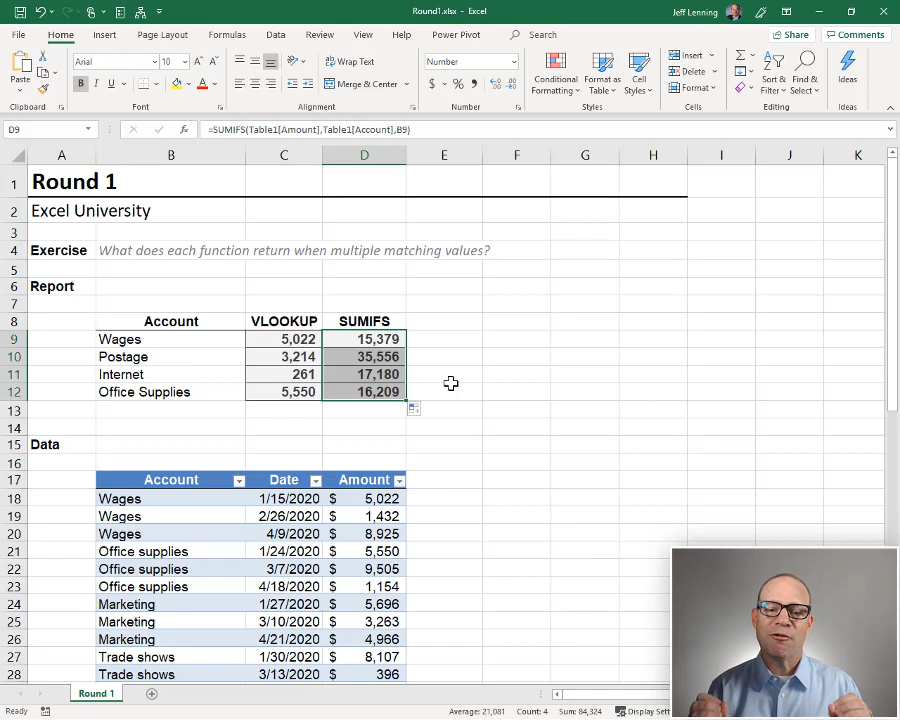 Round1.xlsx - Excel
Jeff Lenning
File Home Insert Page Layout Formulas Data Review View Help Power Pivot Search Share Comments
Arial 10 Wrap Text Number
Paste B I U Merge & Center $ % Conditional Formatting Format as Table Cell Styles Insert Delete Format Sort & Filter Find & Select Ideas
Clipboard Font Alignment Number Styles Cells Editing Ideas
D9 fx =SUMIFS(Table1[Amount],Table1[Account],B9)
A B C D E F G H I J K
1 Round 1
2 Excel University
3
4 Exercise What does each function return when multiple matching values?
5
6 Report
7
8 Account VLOOKUP SUMIFS
9 Wages 5,022 15,379
10 Postage 3,214 35,556
11 Internet 261 17,180
12 Office Supplies 5,550 16,209
13
14
15 Data
16
17 Account Date Amount
18 Wages 1/15/2020 $ 5,022
19 Wages 2/26/2020 $ 1,432
20 Wages 4/9/2020 $ 8,925
21 Office supplies 1/24/2020 $ 5,550
22 Office supplies 3/7/2020 $ 9,505
23 Office supplies 4/18/2020 $ 1,154
24 Marketing 1/27/2020 $ 5,696
25 Marketing 3/10/2020 $ 3,263
26 Marketing 4/21/2020 $ 4,966
27 Trade shows 1/30/2020 $ 8,107
28 Trade shows 3/13/2020 $ 396
Round 1
Average: 21,081 Count: 4 Sum: 84,324 Display Sett